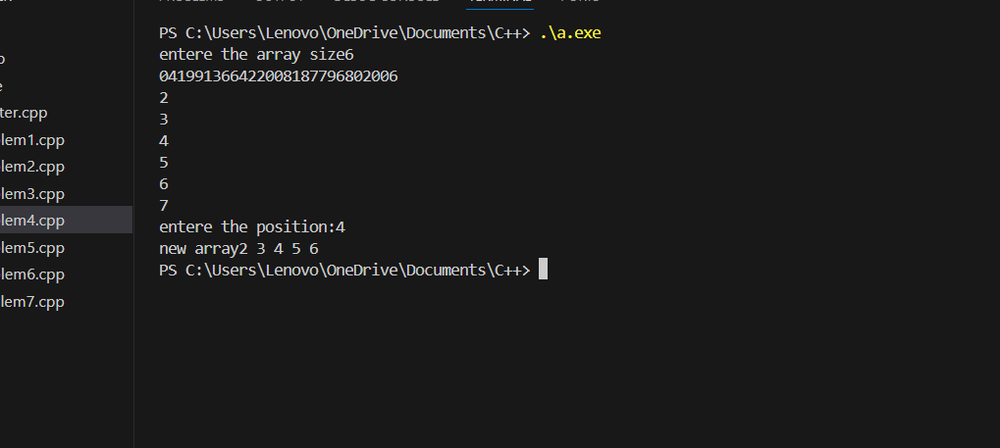 TERMINAL
PS C:\Users\Lenovo\OneDrive\Documents\C++> .\a.exe
entere the array size6
041991366422008187796802006
2
3
4
5
6
7
entere the position:4
new array2 3 4 5 6
PS C:\Users\Lenovo\OneDrive\Documents\C++>
ter.cpp
lem1.cpp
lem2.cpp
lem3.cpp
lem4.cpp
lem5.cpp
lem6.cpp
lem7.cpp